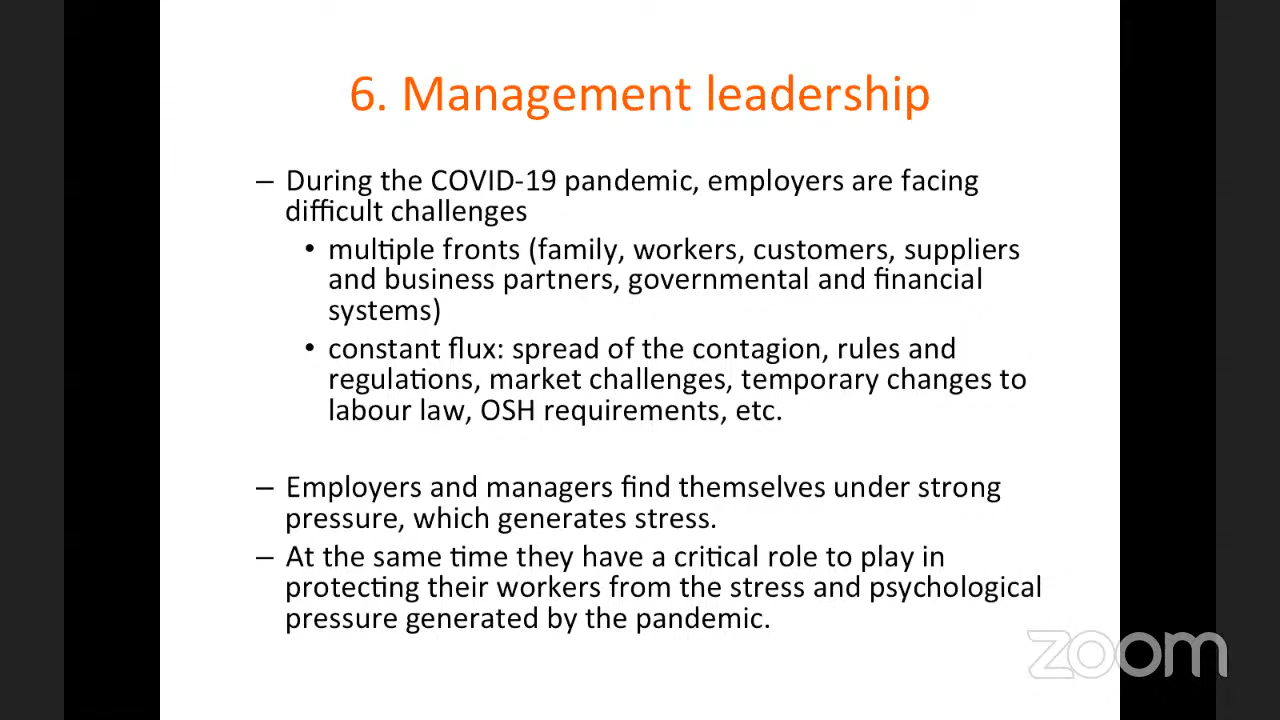 6. Management leadership
– During the COVID-19 pandemic, employers are facing
difficult challenges
• multiple fronts (family, workers, customers, suppliers
and business partners, governmental and financial
systems)
• constant flux: spread of the contagion, rules and
regulations, market challenges, temporary changes to
labour law, OSH requirements, etc.
– Employers and managers find themselves under strong
pressure, which generates stress.
– At the same time they have a critical role to play in
protecting their workers from the stress and psychological
pressure generated by the pandemic.
zoom